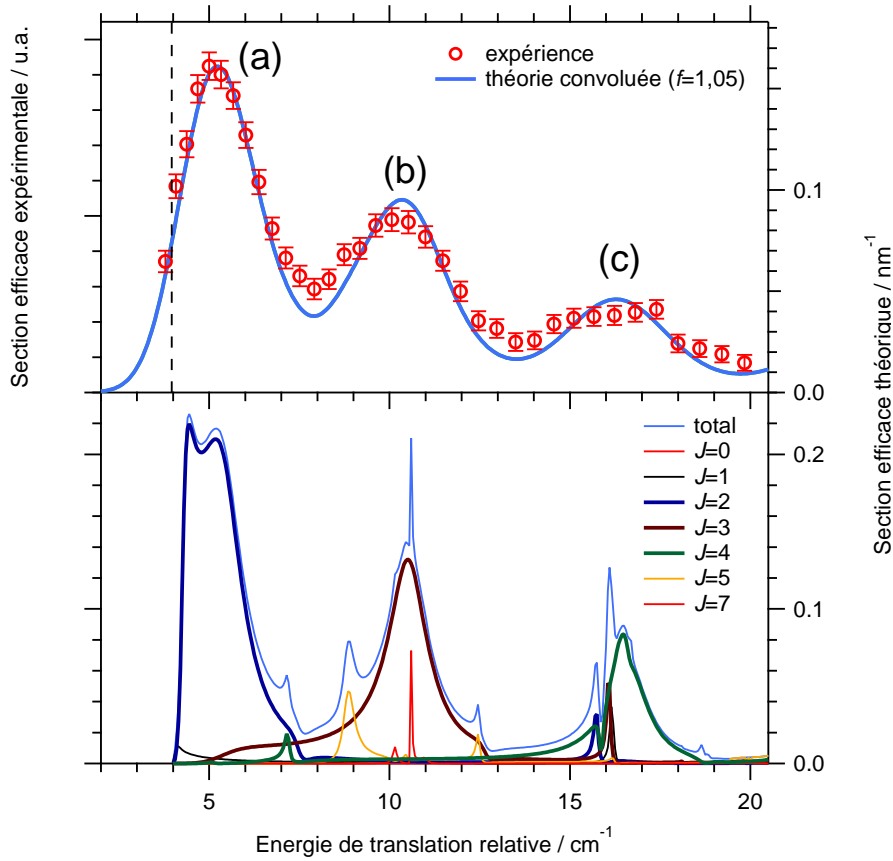 (a)
(b)
(c)
expérience
théorie convoluée (f=1,05)
Section efficace expérimentale / u.a.
0.1
0.0
Section efficace théorique / nm⁻¹
total
J=0
J=1
J=2
J=3
J=4
J=5
J=7
0.2
0.1
0.0
5
10
15
20
Energie de translation relative / cm⁻¹